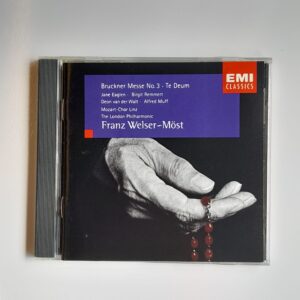 EMI
CLASSICS
Bruckner Messe No. 3 · Te Deum
Jane Eaglen · Birgit Remmert
Deon van der Walt · Alfred Muff
Mozart-Chor Linz
The London Philharmonic
Franz Welser-Möst